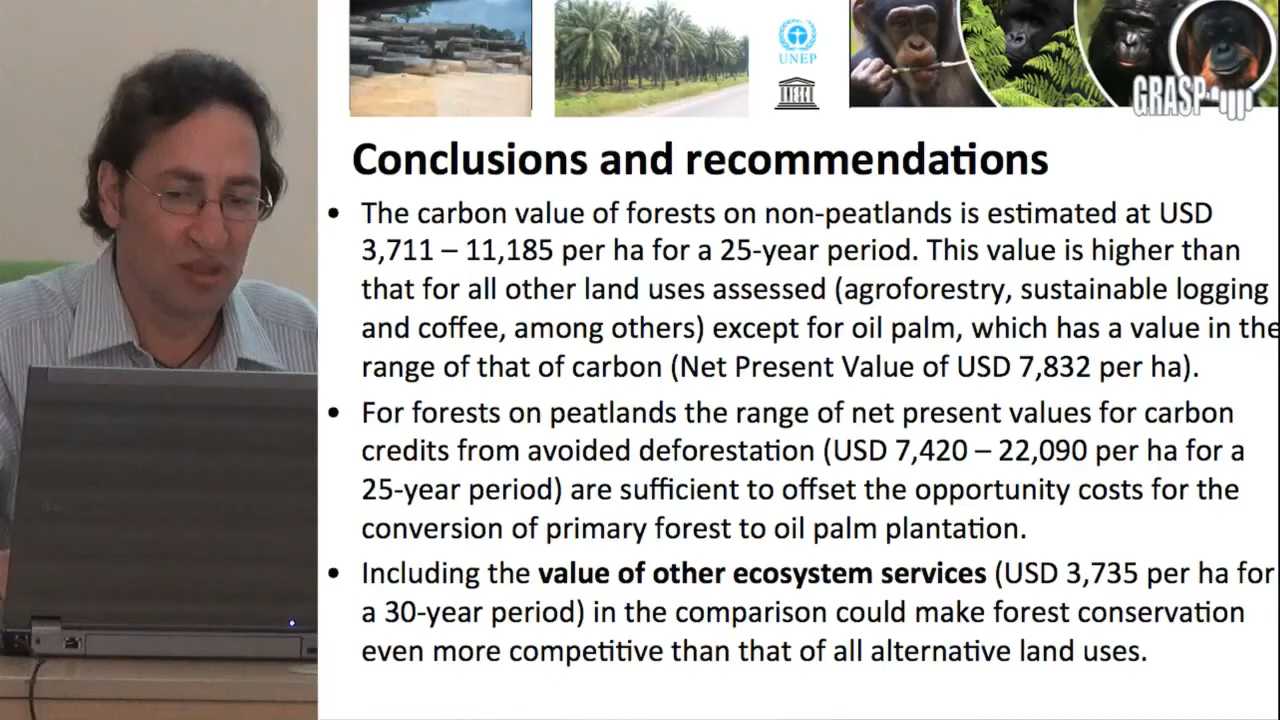 UNEP
UNESCO
GRASP
Conclusions and recommendations
• The carbon value of forests on non-peatlands is estimated at USD
3,711 – 11,185 per ha for a 25-year period. This value is higher than
that for all other land uses assessed (agroforestry, sustainable logging
and coffee, among others) except for oil palm, which has a value in the
range of that of carbon (Net Present Value of USD 7,832 per ha).
• For forests on peatlands the range of net present values for carbon
credits from avoided deforestation (USD 7,420 – 22,090 per ha for a
25-year period) are sufficient to offset the opportunity costs for the
conversion of primary forest to oil palm plantation.
• Including the value of other ecosystem services (USD 3,735 per ha for
a 30-year period) in the comparison could make forest conservation
even more competitive than that of all alternative land uses.